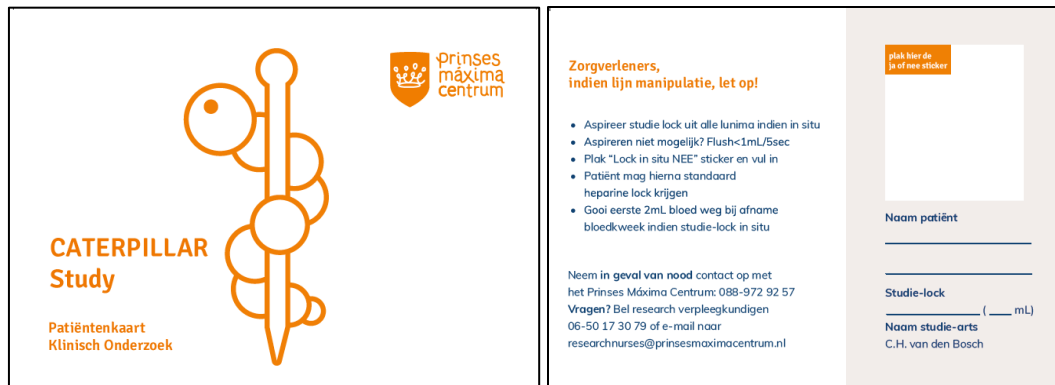 prinses
máxima
centrum
CATERPILLAR
Study
Patiëntenkaart
Klinisch Onderzoek
Zorgverleners,
indien lijn manipulatie, let op!
• Aspireer studie lock uit alle lunima indien in situ
• Aspireren niet mogelijk? Flush<1mL/5sec
• Plak “Lock in situ NEE” sticker en vul in
• Patiënt mag hierna standaard
heparine lock krijgen
• Gooi eerste 2mL bloed weg bij afname
bloedkweek indien studie-lock in situ
Neem in geval van nood contact op met
het Prinses Máxima Centrum: 088-972 92 57
Vragen? Bel research verpleegkundigen
06-50 17 30 79 of e-mail naar
researchnurses@prinsesmaximacentrum.nl
plak hier de
ja of nee sticker
Naam patiënt
Studie-lock
( mL)
Naam studie-arts
C.H. van den Bosch